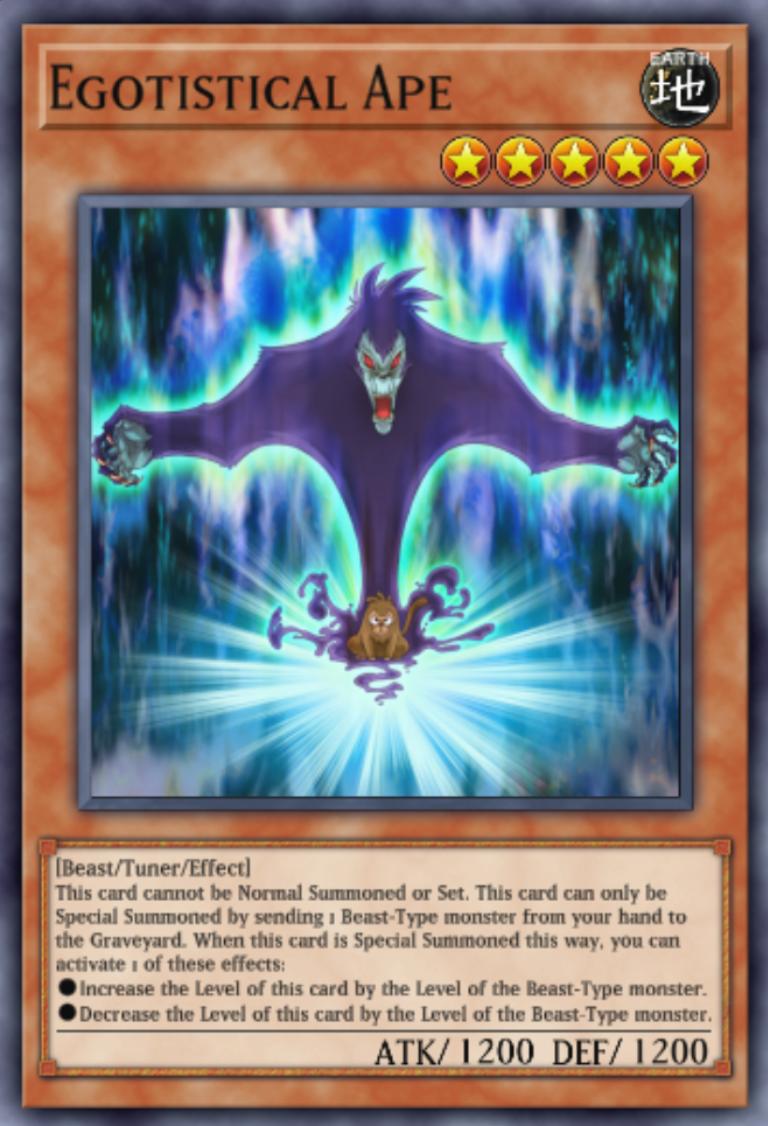 Egotistical Ape
EARTH
地
[Beast/Tuner/Effect]
This card cannot be Normal Summoned or Set. This card can only be
Special Summoned by sending 1 Beast-Type monster from your hand to
the Graveyard. When this card is Special Summoned this way, you can
activate 1 of these effects:
●Increase the Level of this card by the Level of the Beast-Type monster.
●Decrease the Level of this card by the Level of the Beast-Type monster.
ATK/ 1200 DEF/ 1200